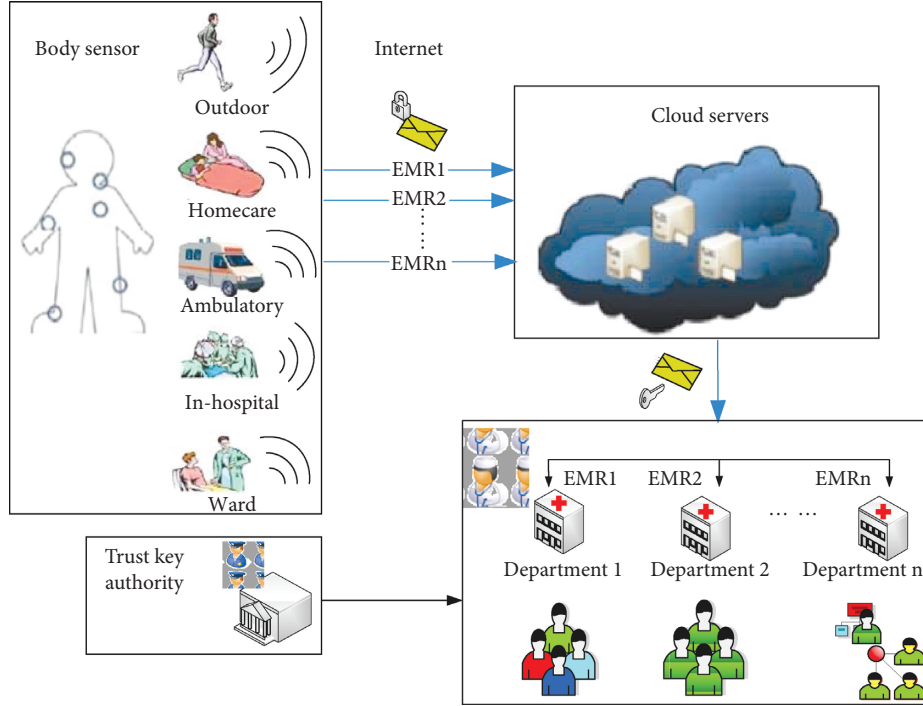 Body sensor
Outdoor
Homecare
Ambulatory
In-hospital
Ward
Internet
EMR1
EMR2
EMRn
Cloud servers
Trust key
authority
EMR1 EMR2 EMRn
... ...
Department 1 Department 2 Department n